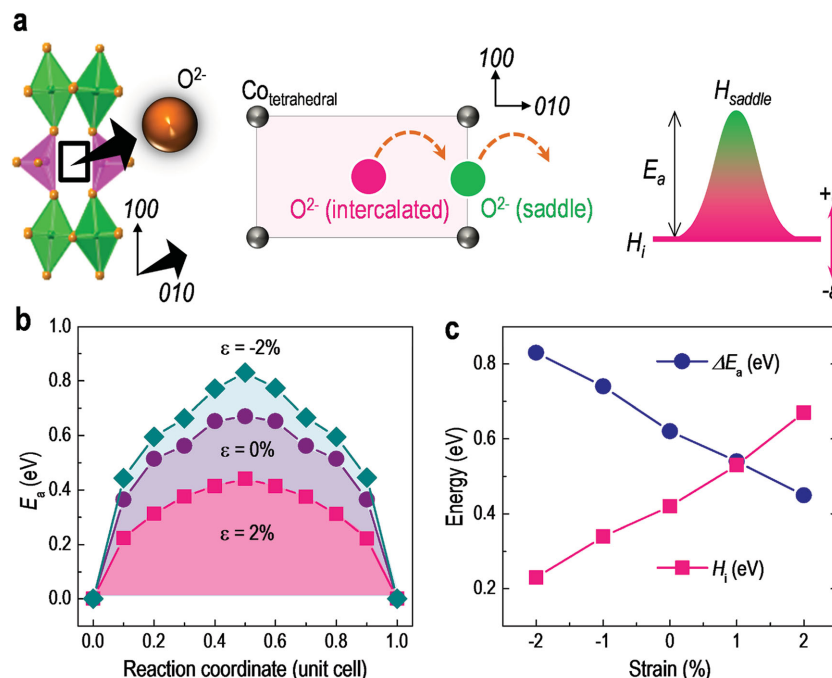 a
O2-
100
010
Co tetrahedral
100
010
O2- (intercalated)
O2- (saddle)
H saddle
Ea
Hi
+
b
1.0
0.8
0.6
0.4
0.2
0.0
Ea (eV)
ε = -2%
ε = 0%
ε = 2%
0.0 0.2 0.4 0.6 0.8 1.0
Reaction coordinate (unit cell)
c
0.8
0.6
0.4
0.2
Energy (eV)
ΔEa (eV)
Hi (eV)
-2 -1 0 1 2
Strain (%)